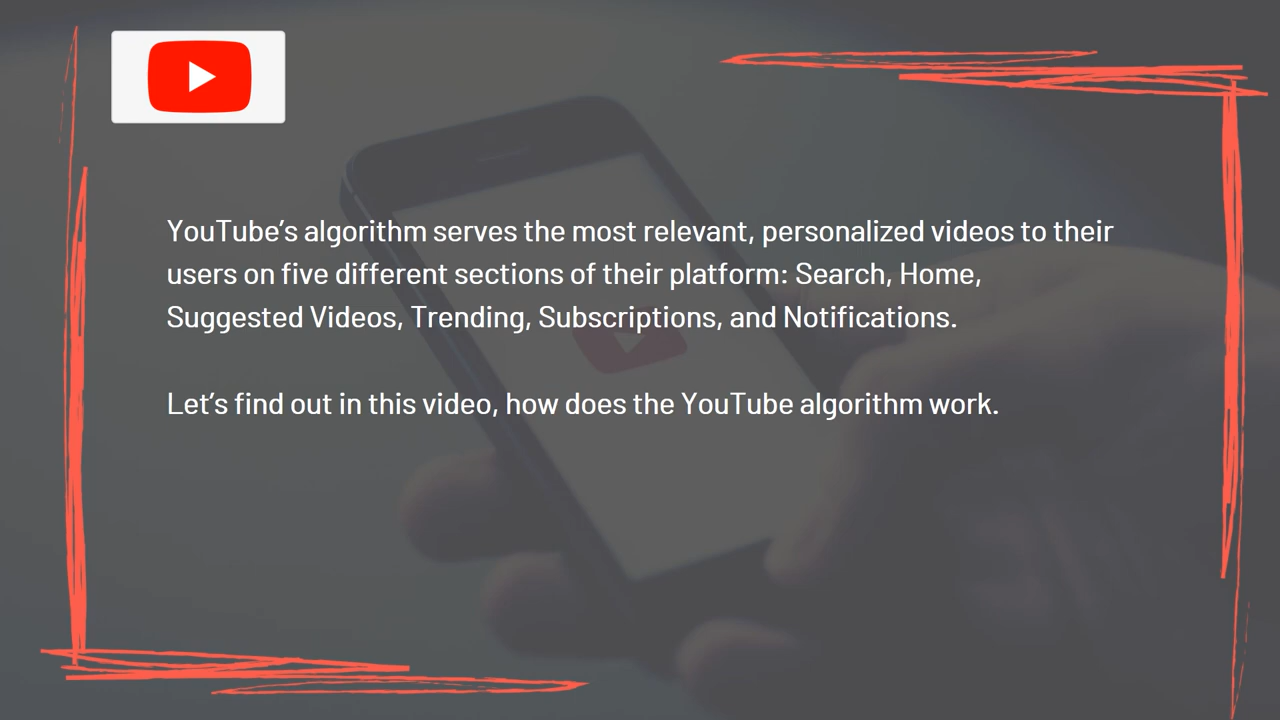 YouTube’s algorithm serves the most relevant, personalized videos to their
users on five different sections of their platform: Search, Home,
Suggested Videos, Trending, Subscriptions, and Notifications.
Let’s find out in this video, how does the YouTube algorithm work.